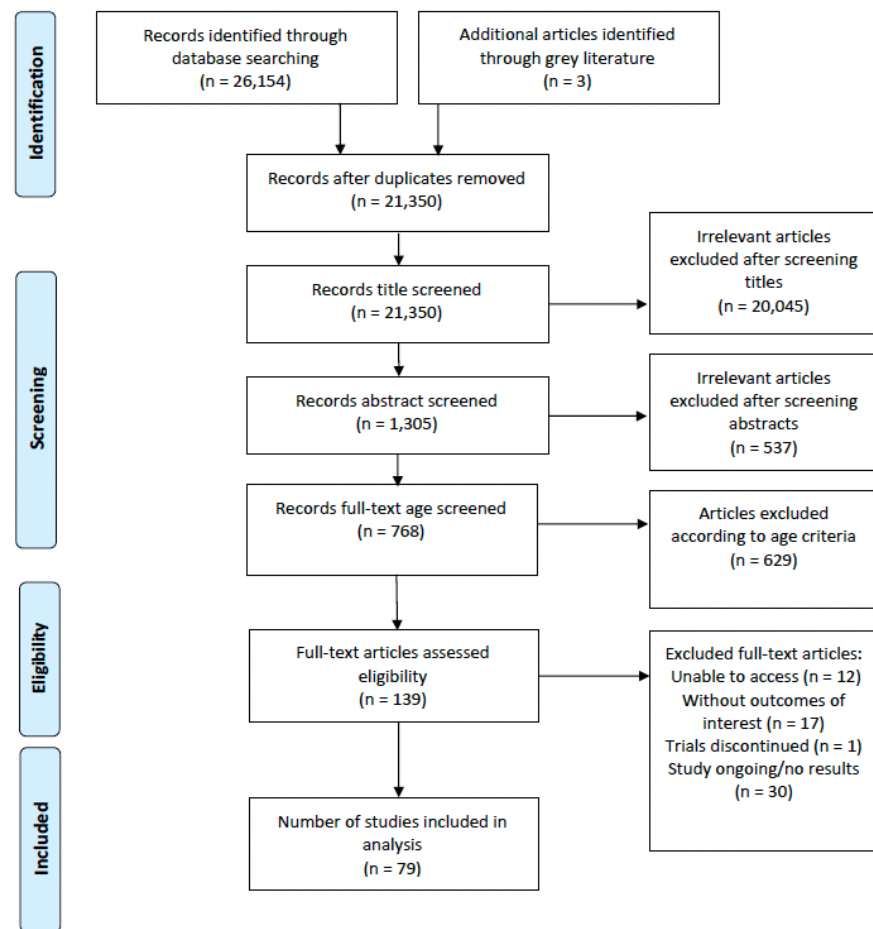 Identification
Records identified through
database searching
(n = 26,154)
Additional articles identified
through grey literature
(n = 3)
Records after duplicates removed
(n = 21,350)
Screening
Records title screened
(n = 21,350)
Irrelevant articles
excluded after screening
titles
(n = 20,045)
Records abstract screened
(n = 1,305)
Irrelevant articles
excluded after screening
abstracts
(n = 537)
Records full-text age screened
(n = 768)
Articles excluded
according to age criteria
(n = 629)
Eligibility
Full-text articles assessed
eligibility
(n = 139)
Excluded full-text articles:
Unable to access (n = 12)
Without outcomes of
interest (n = 17)
Trials discontinued (n = 1)
Study ongoing/no results
(n = 30)
Included
Number of studies included in
analysis
(n = 79)